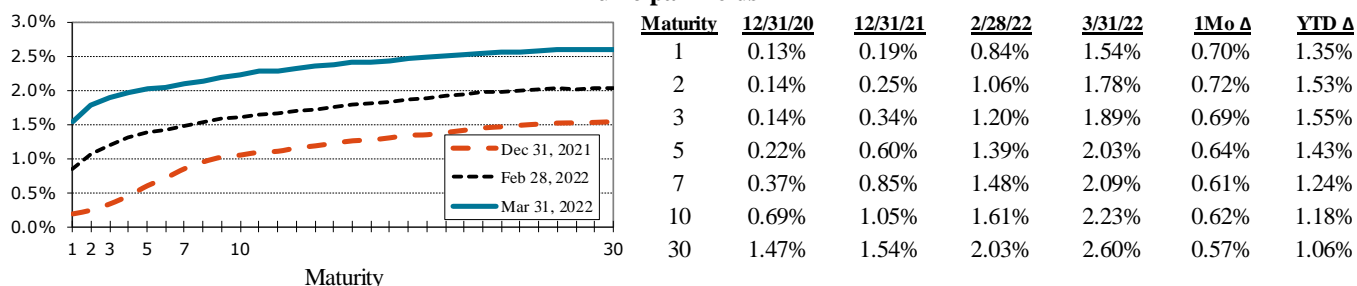 3.0%
2.5%
2.0%
1.5%
1.0%
0.5%
0.0%
Dec 31, 2021
Feb 28, 2022
Mar 31, 2022
1 2 3 5 7 10 30
Maturity
Maturity 12/31/20 12/31/21 2/28/22 3/31/22 1Mo Δ YTD Δ
1 0.13% 0.19% 0.84% 1.54% 0.70% 1.35%
2 0.14% 0.25% 1.06% 1.78% 0.72% 1.53%
3 0.14% 0.34% 1.20% 1.89% 0.69% 1.55%
5 0.22% 0.60% 1.39% 2.03% 0.64% 1.43%
7 0.37% 0.85% 1.48% 2.09% 0.61% 1.24%
10 0.69% 1.05% 1.61% 2.23% 0.62% 1.18%
30 1.47% 1.54% 2.03% 2.60% 0.57% 1.06%